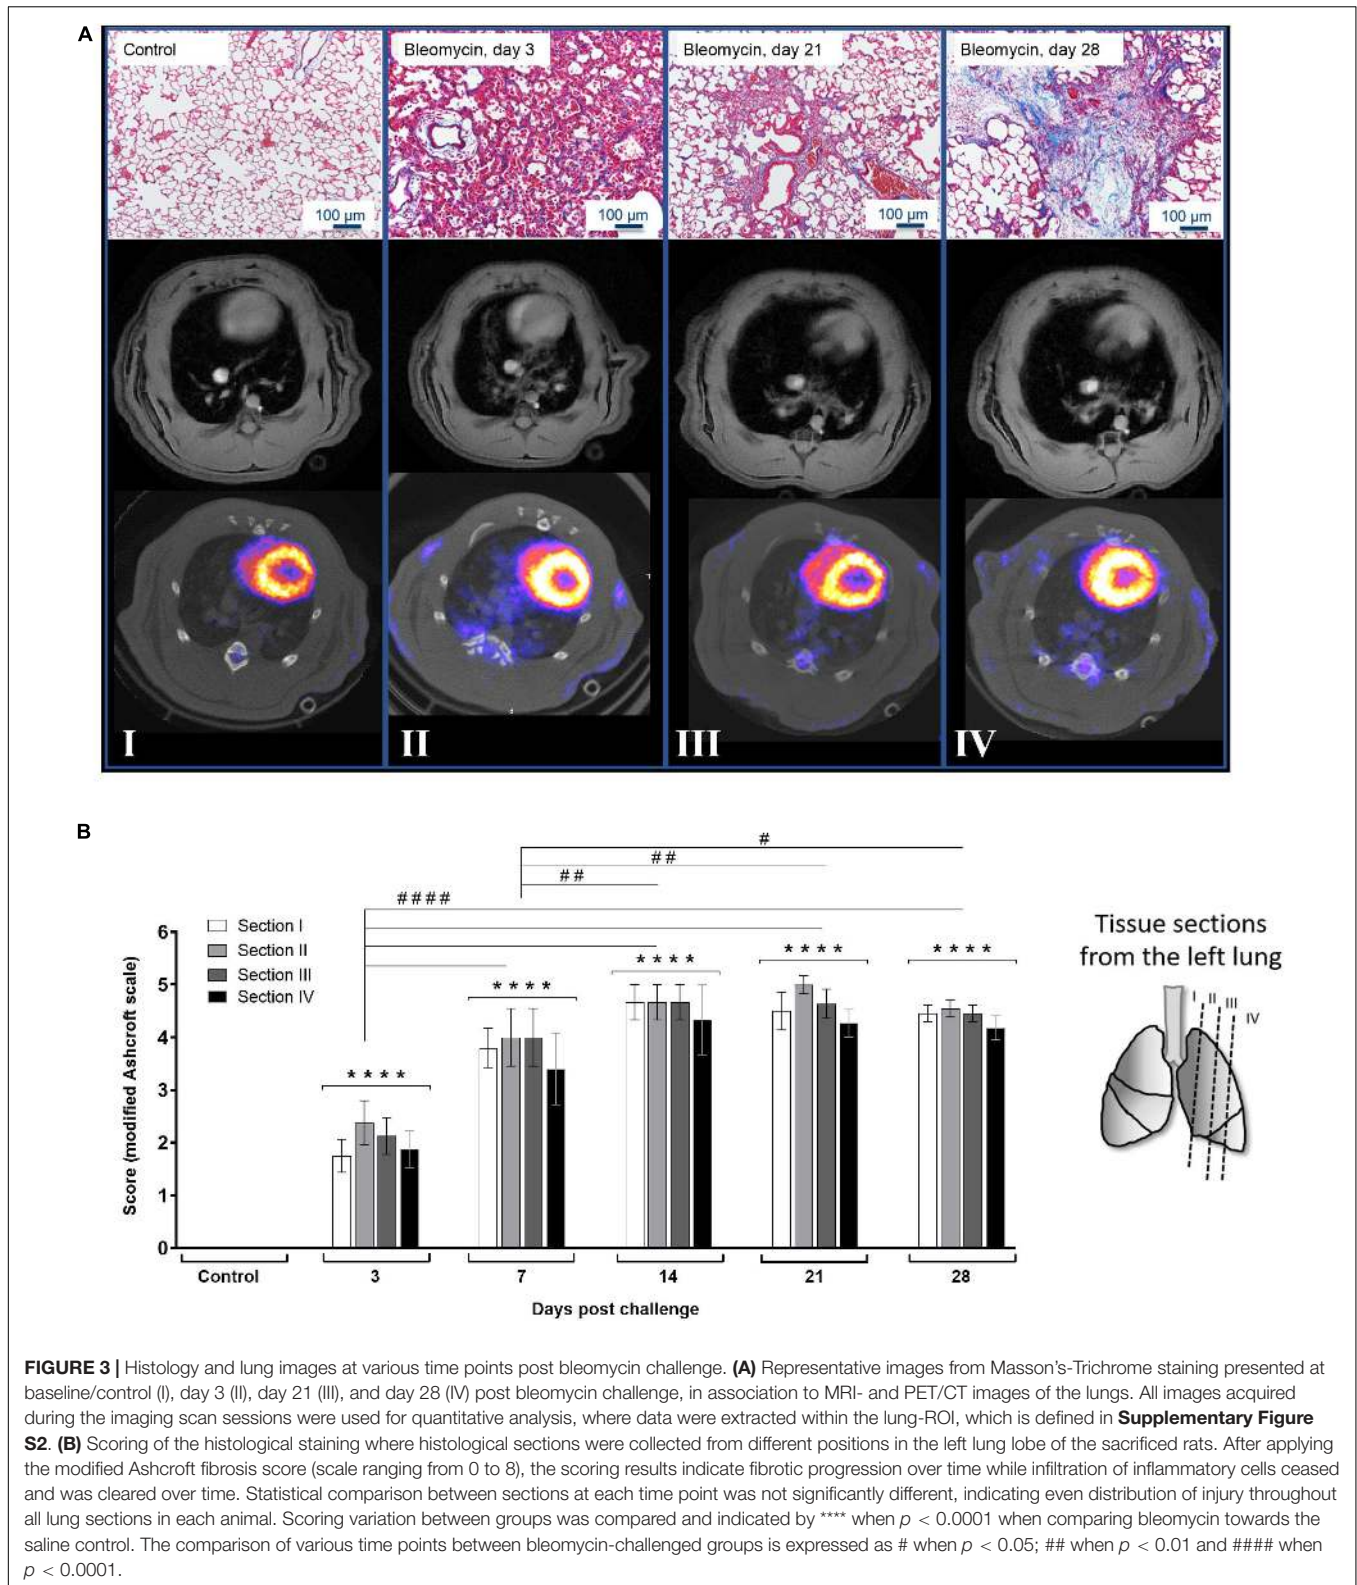 A
Control
Bleomycin, day 3
Bleomycin, day 21
Bleomycin, day 28
100 µm
100 µm
100 µm
100 µm
I
II
III
IV
B
#
##
##
####
Section I
Section II
Section III
Section IV
****
****
****
****
****
Score (modified Ashcroft scale)
6
5
4
3
2
1
0
Control
3
7
14
21
28
Days post challenge
Tissue sections
from the left lung
I
II
III
IV
FIGURE 3 | Histology and lung images at various time points post bleomycin challenge. (A) Representative images from Masson's-Trichrome staining presented at
baseline/control (I), day 3 (II), day 21 (III), and day 28 (IV) post bleomycin challenge, in association to MRI- and PET/CT images of the lungs. All images acquired
during the imaging scan sessions were used for quantitative analysis, where data were extracted within the lung-ROI, which is defined in Supplementary Figure
S2. (B) Scoring of the histological staining where histological sections were collected from different positions in the left lung lobe of the sacrificed rats. After applying
the modified Ashcroft fibrosis score (scale ranging from 0 to 8), the scoring results indicate fibrotic progression over time while infiltration of inflammatory cells ceased
and was cleared over time. Statistical comparison between sections at each time point was not significantly different, indicating even distribution of injury throughout
all lung sections in each animal. Scoring variation between groups was compared and indicated by **** when p < 0.0001 when comparing bleomycin towards the
saline control. The comparison of various time points between bleomycin-challenged groups is expressed as # when p < 0.05; ## when p < 0.01 and #### when
p < 0.0001.